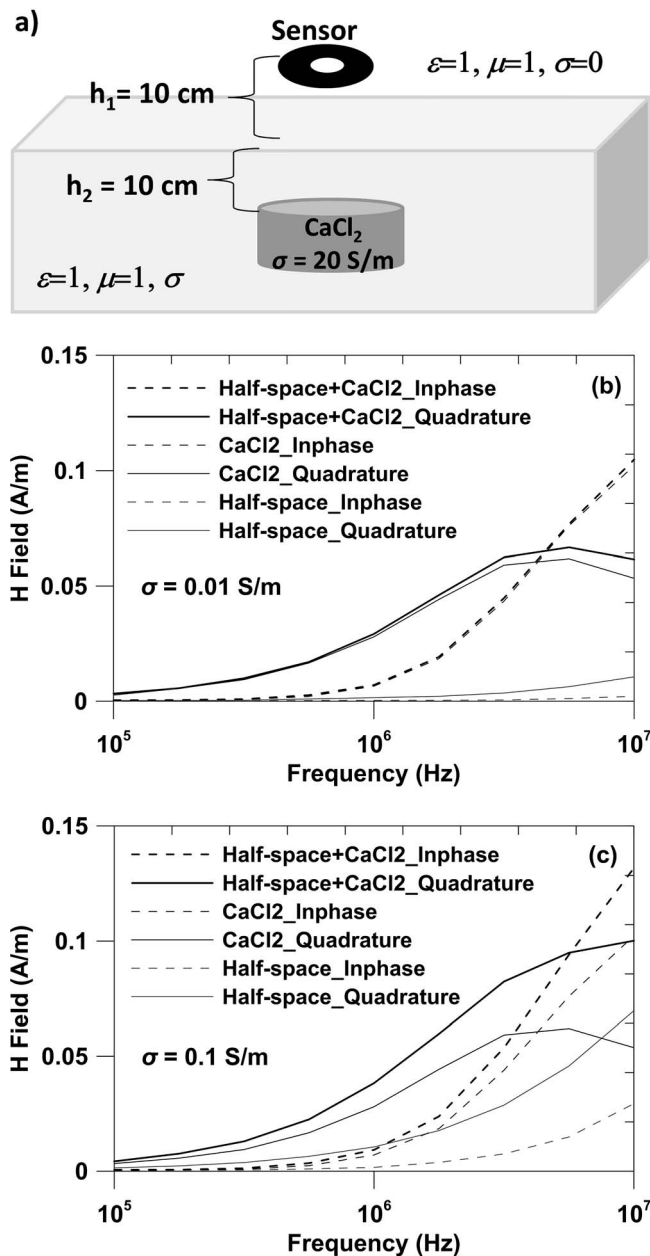 a)
Sensor
ε=1, μ=1, σ=0
h₁= 10 cm
h₂ = 10 cm
CaCl₂
σ = 20 S/m
ε=1, μ=1, σ
0.15
Half-space+CaCl2_Inphase
(b)
Half-space+CaCl2_Quadrature
CaCl2_Inphase
0.1
CaCl2_Quadrature
Half-space_Inphase
Half-space_Quadrature
H Field (A/m)
0.05
σ = 0.01 S/m
0
10⁵
10⁶
10⁷
Frequency (Hz)
0.15
Half-space+CaCl2_Inphase
(c)
Half-space+CaCl2_Quadrature
CaCl2_Inphase
0.1
CaCl2_Quadrature
Half-space_Inphase
Half-space_Quadrature
H Field (A/m)
0.05
σ = 0.1 S/m
0
10⁵
10⁶
10⁷
Frequency (Hz)